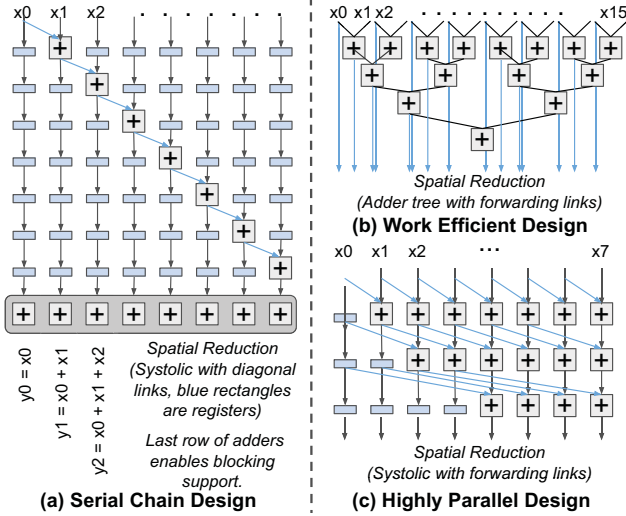 x0 x1 x2 . . . . . .
+
+
+
+
+
+
+
+ + + + + + + +
y0 = x0
y1 = x0 + x1
y2 = x0 + x1 + x2
Spatial Reduction
(Systolic with diagonal
links, blue rectangles
are registers)
Last row of adders
enables blocking
support.
(a) Serial Chain Design
x0 x1 x2 . . . . . . . . . . x15
+ + + + + + + +
+ + + +
+ +
+
Spatial Reduction
(Adder tree with forwarding links)
(b) Work Efficient Design
x0 x1 x2 ... x7
+ + + + + + +
+ + + + + +
+ + + +
Spatial Reduction
(Systolic with forwarding links)
(c) Highly Parallel Design